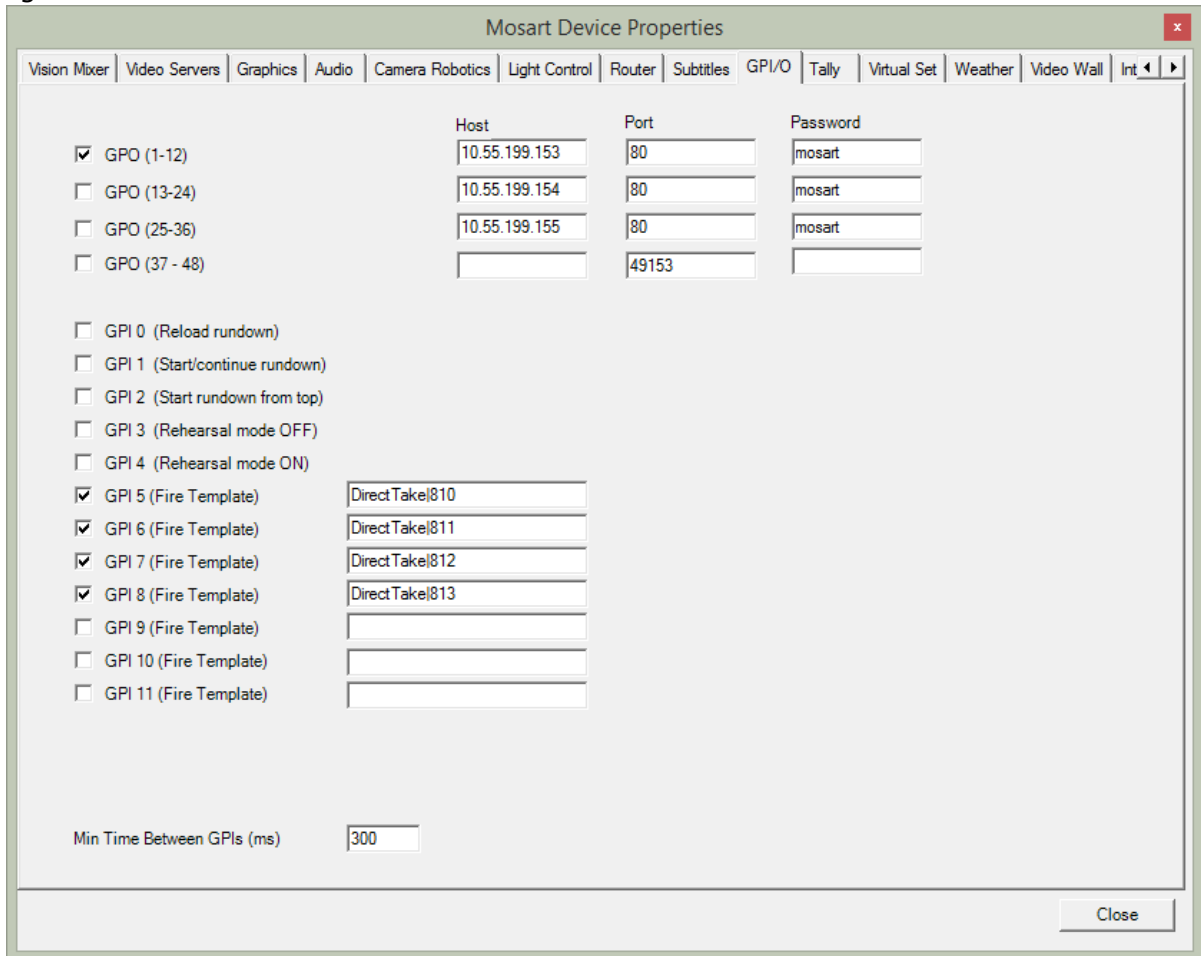 Mosart Device Properties
x
Vision Mixer Video Servers Graphics Audio Camera Robotics Light Control Router Subtitles GPI/O Tally Virtual Set Weather Video Wall Int
Host Port Password
GPO (1-12) 10.55.199.153 80 mosart
GPO (13-24) 10.55.199.154 80 mosart
GPO (25-36) 10.55.199.155 80 mosart
GPO (37 - 48) 49153
GPI 0 (Reload rundown)
GPI 1 (Start/continue rundown)
GPI 2 (Start rundown from top)
GPI 3 (Rehearsal mode OFF)
GPI 4 (Rehearsal mode ON)
GPI 5 (Fire Template) DirectTake|810
GPI 6 (Fire Template) DirectTake|811
GPI 7 (Fire Template) DirectTake|812
GPI 8 (Fire Template) DirectTake|813
GPI 9 (Fire Template)
GPI 10 (Fire Template)
GPI 11 (Fire Template)
Min Time Between GPIs (ms) 300
Close